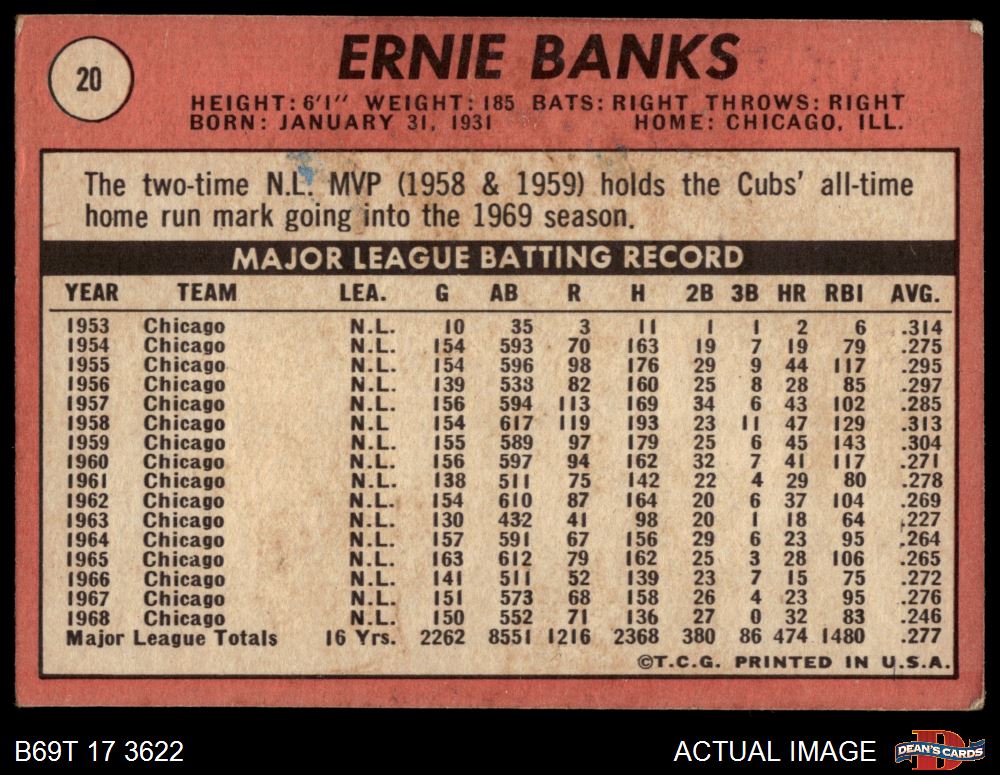 20
ERNIE BANKS
HEIGHT: 6'1" WEIGHT: 185 BATS: RIGHT THROWS: RIGHT
BORN: JANUARY 31, 1931 HOME: CHICAGO, ILL.
The two-time N.L. MVP (1958 & 1959) holds the Cubs' all-time
home run mark going into the 1969 season.
MAJOR LEAGUE BATTING RECORD
YEAR TEAM LEA. G AB R H 2B 3B HR RBI AVG.
1953 Chicago N.L. 10 35 3 11 1 1 2 6 .314
1954 Chicago N.L. 154 593 70 163 19 7 19 79 .275
1955 Chicago N.L. 154 596 98 176 29 9 44 117 .295
1956 Chicago N.L. 139 538 82 160 25 8 28 85 .297
1957 Chicago N.L. 156 594 113 169 34 6 43 102 .285
1958 Chicago N.L 154 617 119 193 23 11 47 129 .313
1959 Chicago N.L. 155 589 97 179 25 6 45 143 .304
1960 Chicago N.L. 156 597 94 162 32 7 41 117 .271
1961 Chicago N.L. 138 511 75 142 22 4 29 80 .278
1962 Chicago N.L. 154 610 87 164 20 6 37 104 .269
1963 Chicago N.L. 130 432 41 98 20 1 18 64 .227
1964 Chicago N.L. 157 591 67 156 29 6 23 95 .264
1965 Chicago N.L. 163 612 79 162 25 3 28 106 .265
1966 Chicago N.L. 141 511 52 139 23 7 15 75 .272
1967 Chicago N.L. 151 573 68 158 26 4 23 95 .276
1968 Chicago N.L. 150 552 71 136 27 0 32 83 .246
Major League Totals 16 Yrs. 2262 8551 1216 2368 380 86 474 1480 .277
©T.C.G. PRINTED IN U.S.A.
B69T 17 3622 ACTUAL IMAGE DEAN'S CARDS